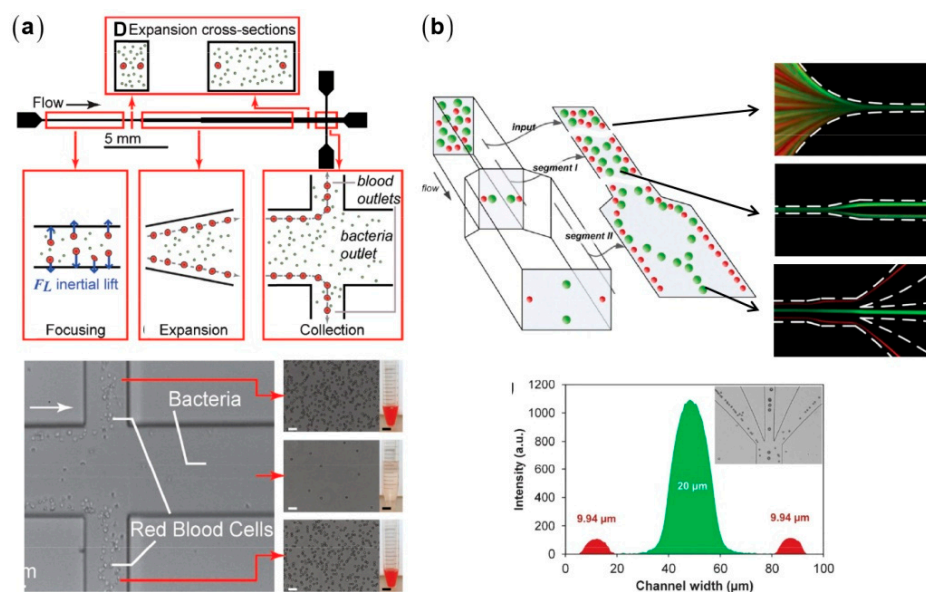 (a)
D Expansion cross-sections
Flow
5 mm
blood
outlets
bacteria
outlet
FL inertial lift
Focusing
Expansion
Collection
Bacteria
Red Blood Cells
m
(b)
input
segment I
flow
segment II
1200
1000
800
600
400
200
0
Intensity (a.u.)
9.94 µm
20 µm
9.94 µm
0 20 40 60 80 100
Channel width (µm)